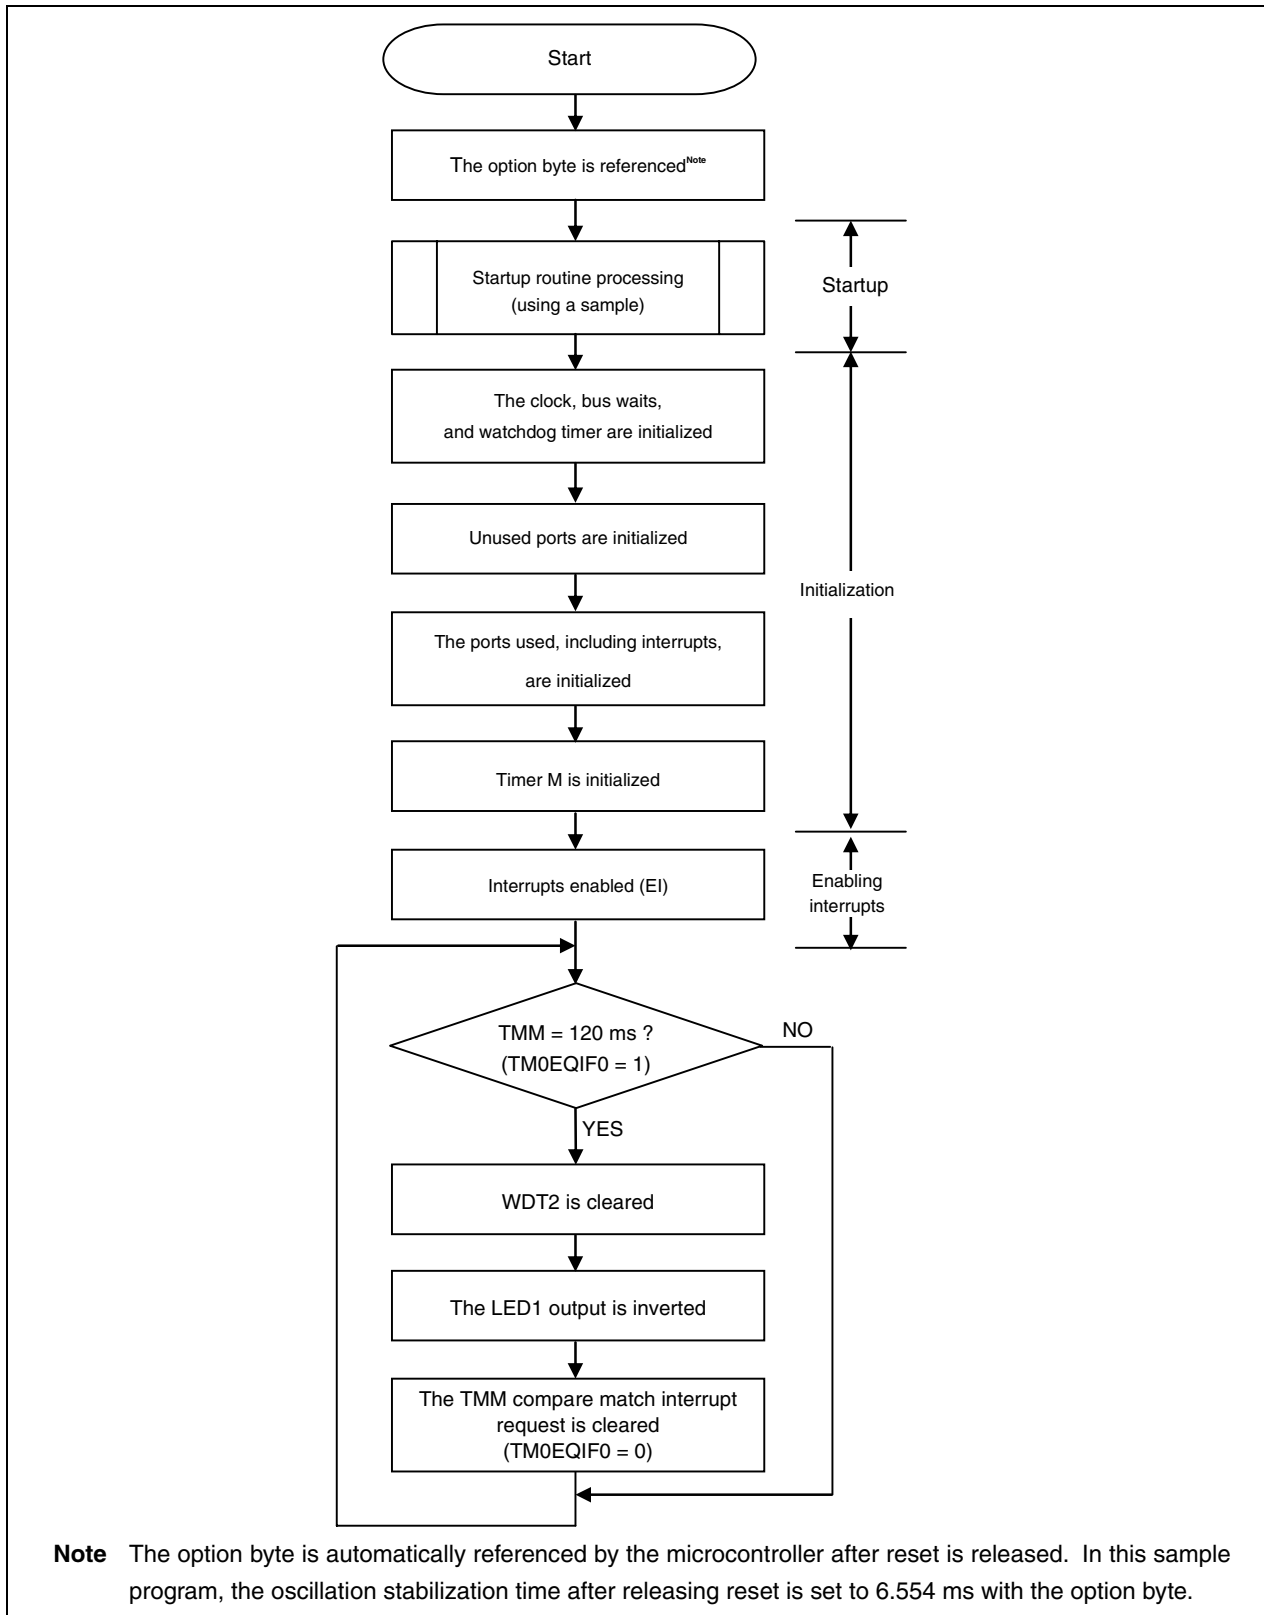 Start
The option byte is referencedNote
Startup routine processing
(using a sample)
Startup
The clock, bus waits,
and watchdog timer are initialized
Unused ports are initialized
Initialization
The ports used, including interrupts,
are initialized
Timer M is initialized
Interrupts enabled (EI)
Enabling
interrupts
TMM = 120 ms ?
(TM0EQIF0 = 1)
NO
YES
WDT2 is cleared
The LED1 output is inverted
The TMM compare match interrupt
request is cleared
(TM0EQIF0 = 0)
Note The option byte is automatically referenced by the microcontroller after reset is released. In this sample
program, the oscillation stabilization time after releasing reset is set to 6.554 ms with the option byte.